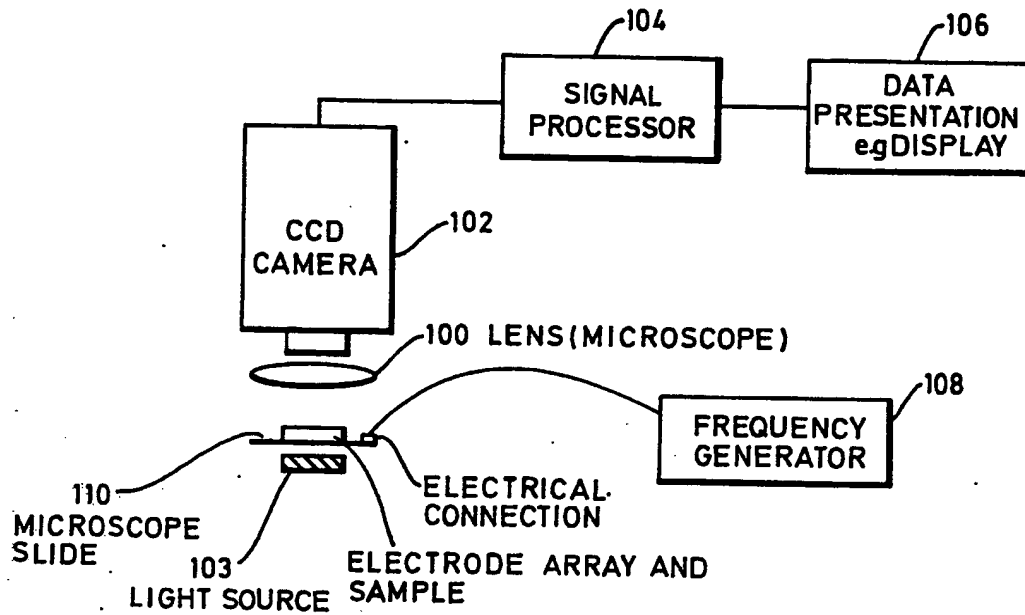 104
SIGNAL
PROCESSOR
106
DATA
PRESENTATION
e.gDISPLAY
CCD
CAMERA
102
100 LENS(MICROSCOPE)
108
FREQUENCY
GENERATOR
110
MICROSCOPE
SLIDE
103
LIGHT SOURCE
ELECTRICAL.
CONNECTION
ELECTRODE ARRAY AND
SAMPLE